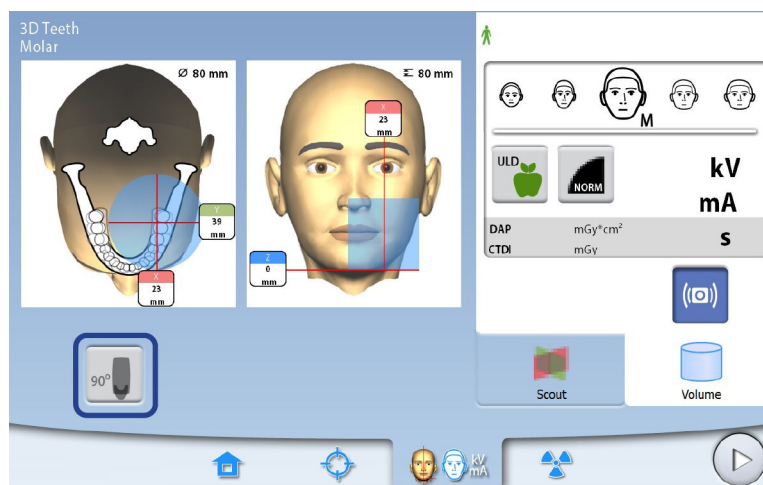 3D Teeth
Molar
Ø 80 mm
80 mm
X
23
mm
Y
39
mm
X
23
mm
Z
0
mm
90°
M
ULD
NORM
kV
mA
DAP mGy*cm²
CTDI mGy
s
Scout
Volume
kV
mA